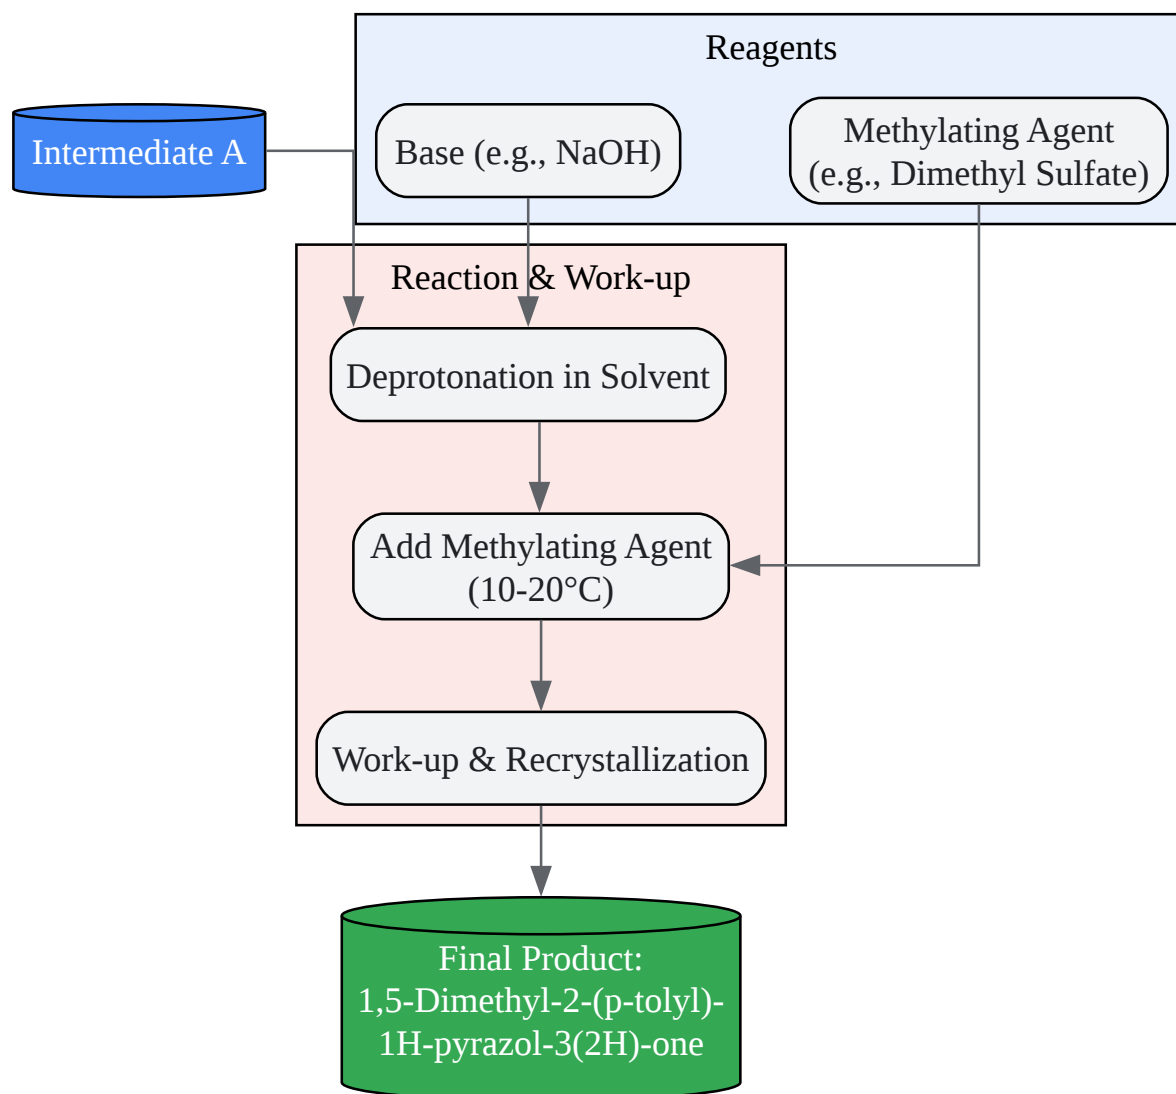 Reagents
Intermediate A
Base (e.g., NaOH)
Methylating Agent
(e.g., Dimethyl Sulfate)
Reaction & Work-up
Deprotonation in Solvent
Add Methylating Agent
(10-20°C)
Work-up & Recrystallization
Final Product:
1,5-Dimethyl-2-(p-tolyl)-
1H-pyrazol-3(2H)-one